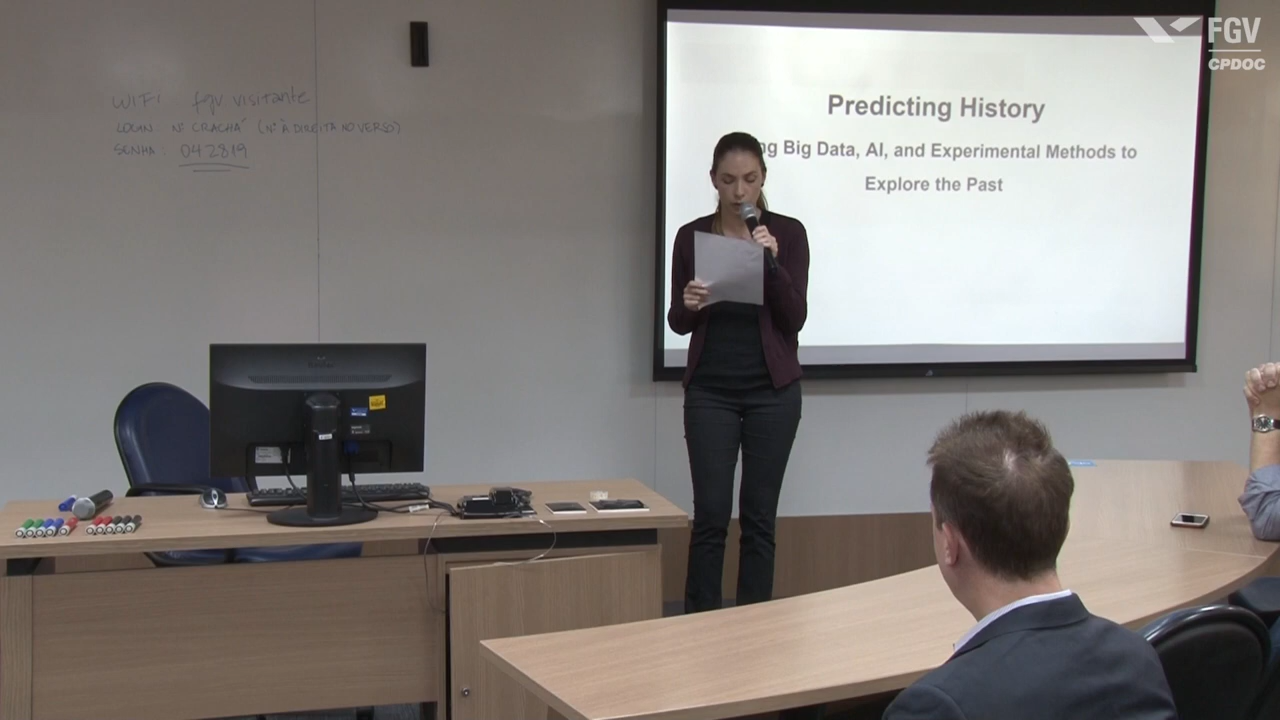 WIFI fgv visitante
LOGIN Nº CRACHÁ (Nº À DIREITA NO VERSO)
SENHA: 042819
Predicting History
ng Big Data, AI, and Experimental Methods to
Explore the Past
FGV
CPDOC